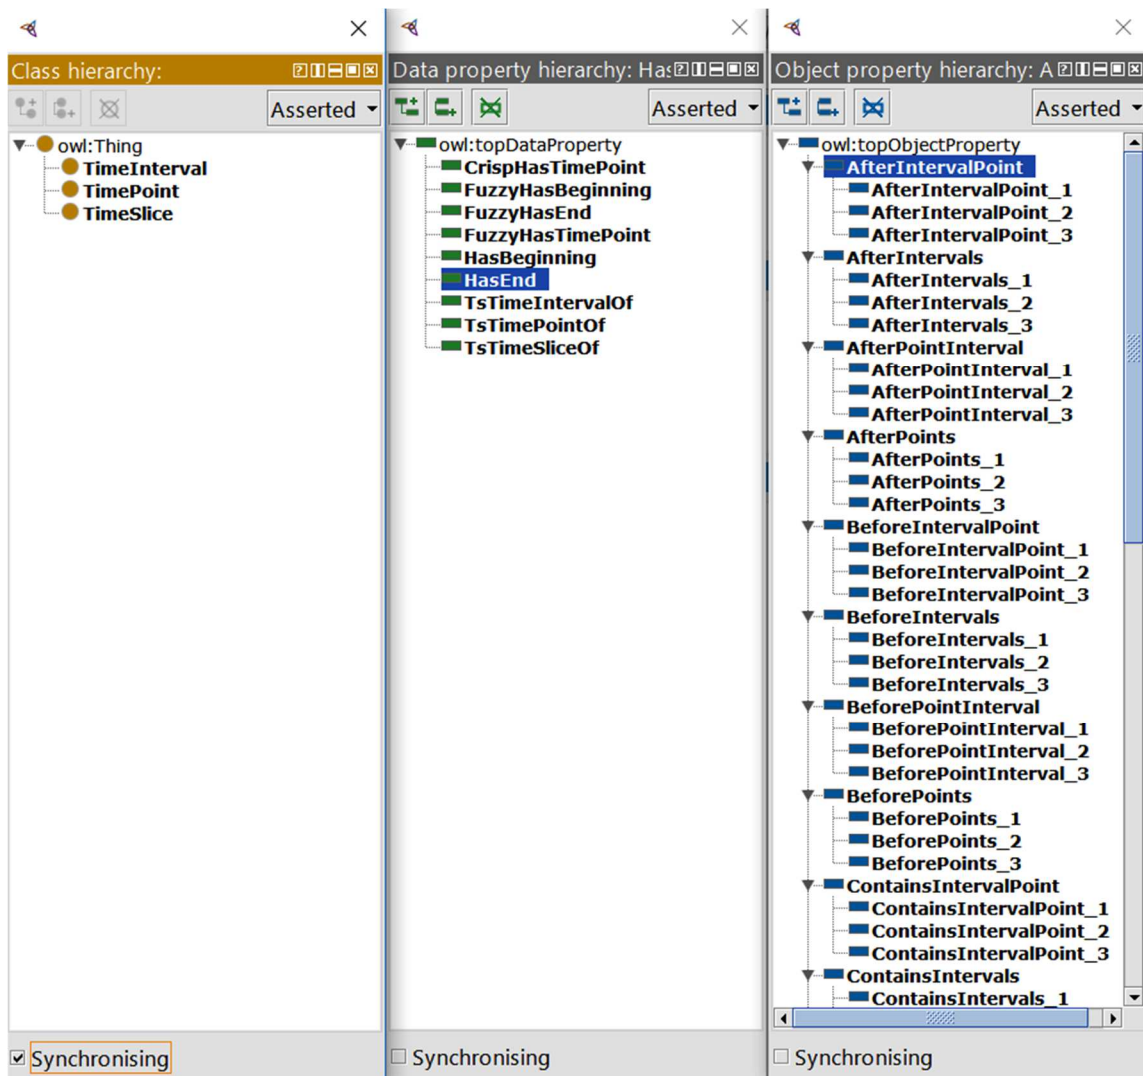 Class hierarchy:
Asserted
owl:Thing
TimeInterval
TimePoint
TimeSlice
Synchronising
Data property hierarchy: Has
Asserted
owl:topDataProperty
CrispHasTimePoint
FuzzyHasBeginning
FuzzyHasEnd
FuzzyHasTimePoint
HasBeginning
HasEnd
TsTimeIntervalOf
TsTimePointOf
TsTimeSliceOf
Synchronising
Object property hierarchy: A
Asserted
owl:topObjectProperty
AfterIntervalPoint
AfterIntervalPoint_1
AfterIntervalPoint_2
AfterIntervalPoint_3
AfterIntervals
AfterIntervals_1
AfterIntervals_2
AfterIntervals_3
AfterPointInterval
AfterPointInterval_1
AfterPointInterval_2
AfterPointInterval_3
AfterPoints
AfterPoints_1
AfterPoints_2
AfterPoints_3
BeforeIntervalPoint
BeforeIntervalPoint_1
BeforeIntervalPoint_2
BeforeIntervalPoint_3
BeforeIntervals
BeforeIntervals_1
BeforeIntervals_2
BeforeIntervals_3
BeforePointInterval
BeforePointInterval_1
BeforePointInterval_2
BeforePointInterval_3
BeforePoints
BeforePoints_1
BeforePoints_2
BeforePoints_3
ContainsIntervalPoint
ContainsIntervalPoint_1
ContainsIntervalPoint_2
ContainsIntervalPoint_3
ContainsIntervals
ContainsIntervals_1
Synchronising